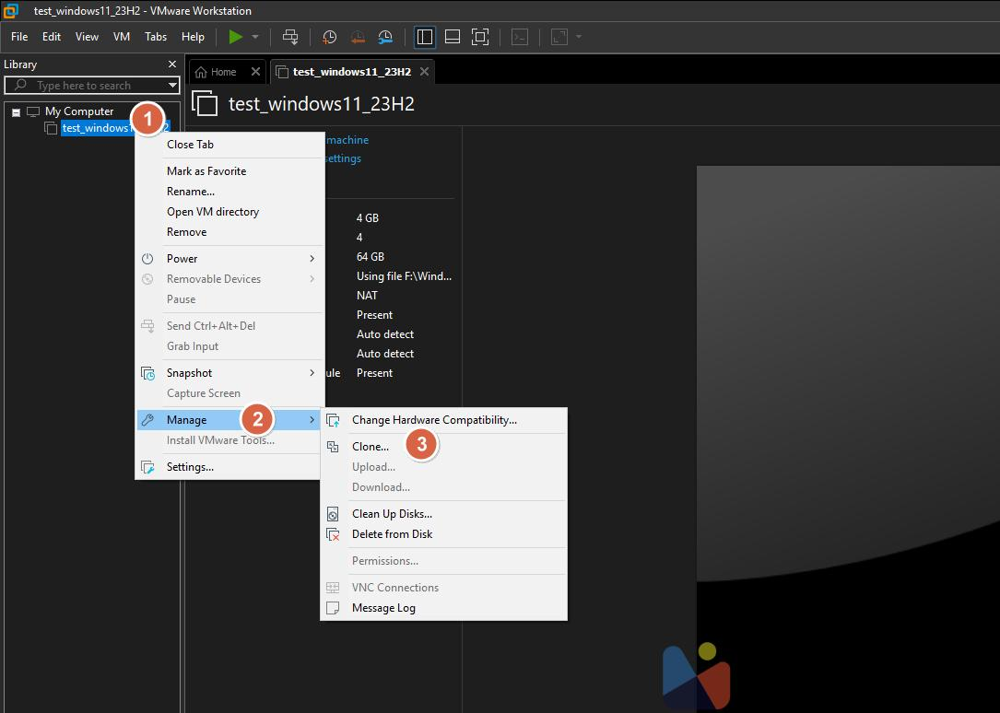 test_windows11_23H2 - VMware Workstation
File Edit View VM Tabs Help
Library
Type here to search
My Computer
test_windows
2
1
Home
test_windows11_23H2
test_windows11_23H2
machine
settings
4 GB
4
64 GB
Using file F:\Wind...
NAT
Present
Auto detect
Auto detect
ule Present
Close Tab
Mark as Favorite
Rename...
Open VM directory
Remove
Power
Removable Devices
Pause
Send Ctrl+Alt+Del
Grab Input
Snapshot
Capture Screen
Manage
2
Install VMware Tools...
Settings...
Change Hardware Compatibility...
Clone...
3
Upload...
Download...
Clean Up Disks...
Delete from Disk
Permissions...
VNC Connections
Message Log